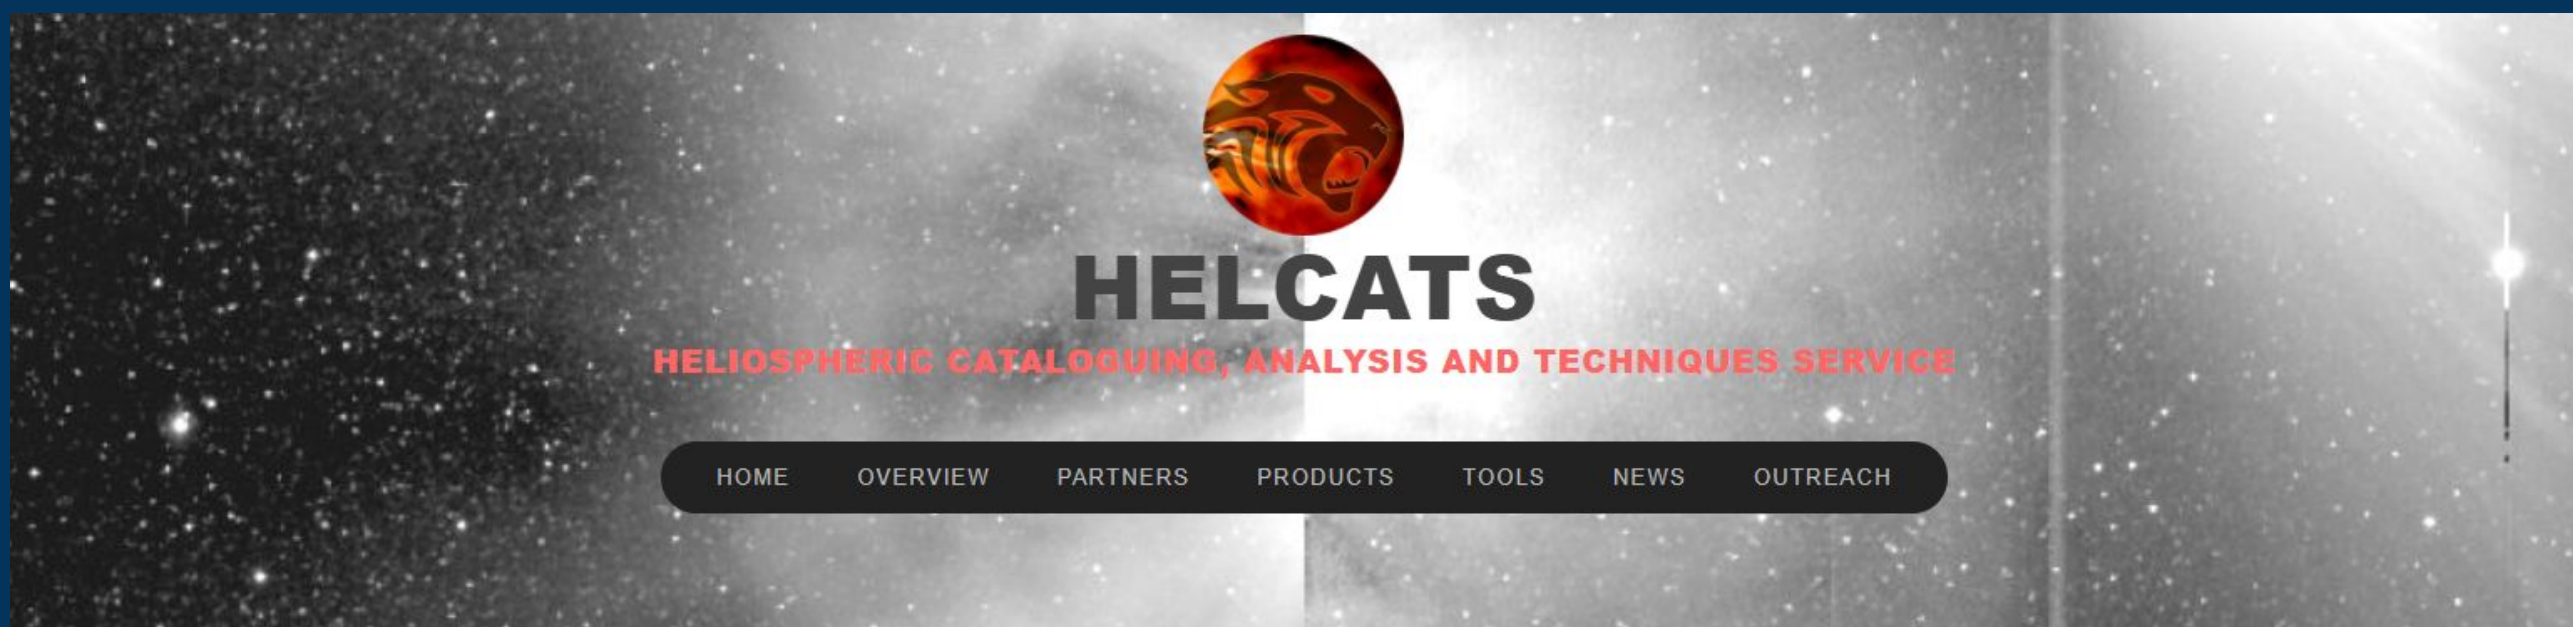 HELCATS
HELIOSPHERIC CATALOGUING, ANALYSIS AND TECHNIQUES SERVICE
HOME OVERVIEW PARTNERS PRODUCTS TOOLS NEWS OUTREACH